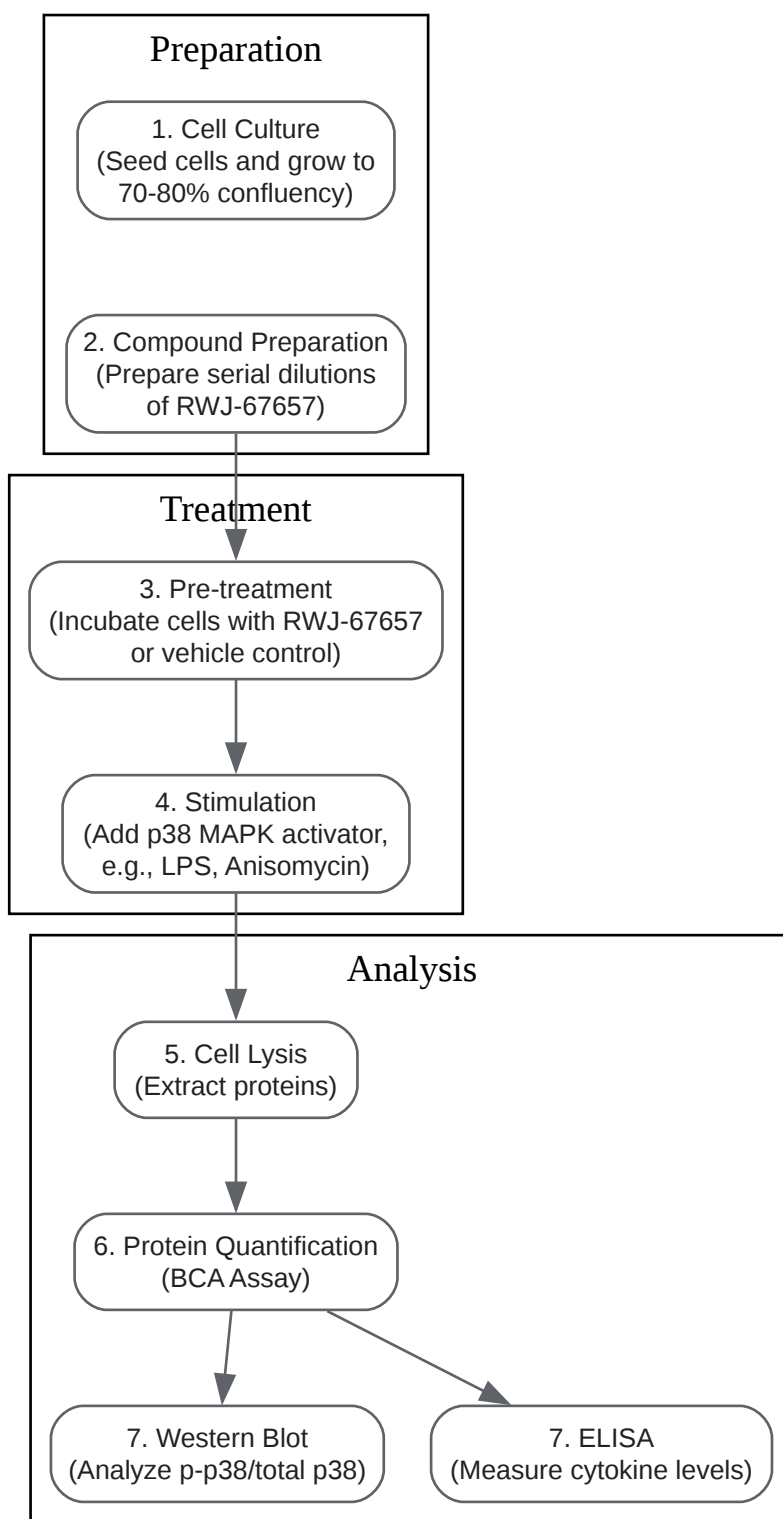 Preparation
1. Cell Culture
(Seed cells and grow to
70-80% confluency)
2. Compound Preparation
(Prepare serial dilutions
of RWJ-67657)
Treatment
3. Pre-treatment
(Incubate cells with RWJ-67657
or vehicle control)
4. Stimulation
(Add p38 MAPK activator,
e.g., LPS, Anisomycin)
Analysis
5. Cell Lysis
(Extract proteins)
6. Protein Quantification
(BCA Assay)
7. Western Blot
(Analyze p-p38/total p38)
7. ELISA
(Measure cytokine levels)